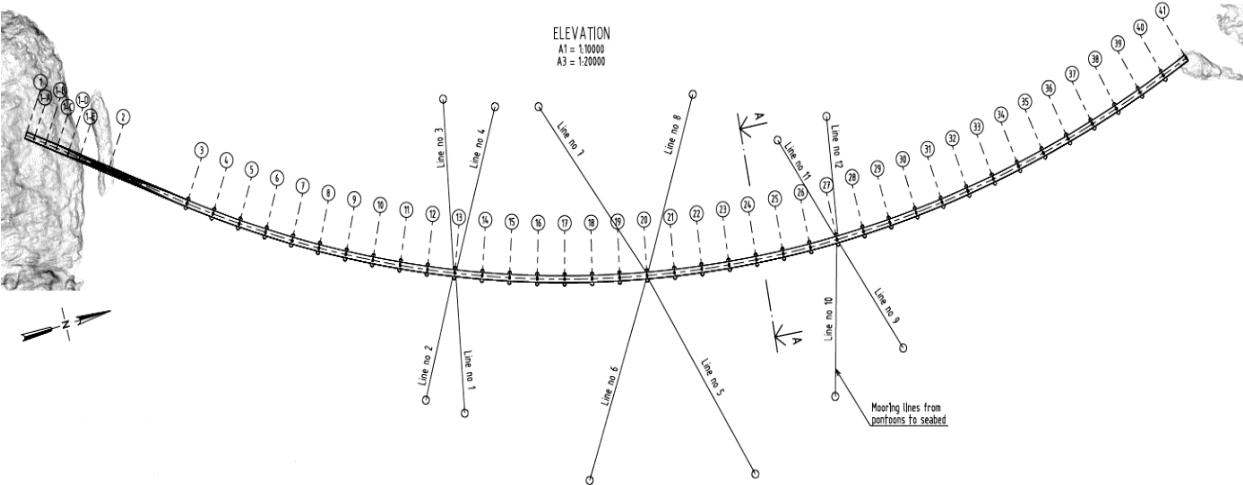 ELEVATION
A1 = 1:10000
A3 = 1:20000
1
1-A
1-B
1-C
1-D
1-E
2
3
4
5
6
7
8
9
10
11
12
13
14
15
16
17
18
19
20
21
22
23
24
25
26
27
28
29
30
31
32
33
34
35
36
37
38
39
40
41
Line no 3
Line no 4
Line no 7
Line no 8
A
Line no 11
Line no 12
N
Line no 2
Line no 1
Line no 6
Line no 5
A
Line no 10
Line no 9
Mooring lines from
pontoons to seabed